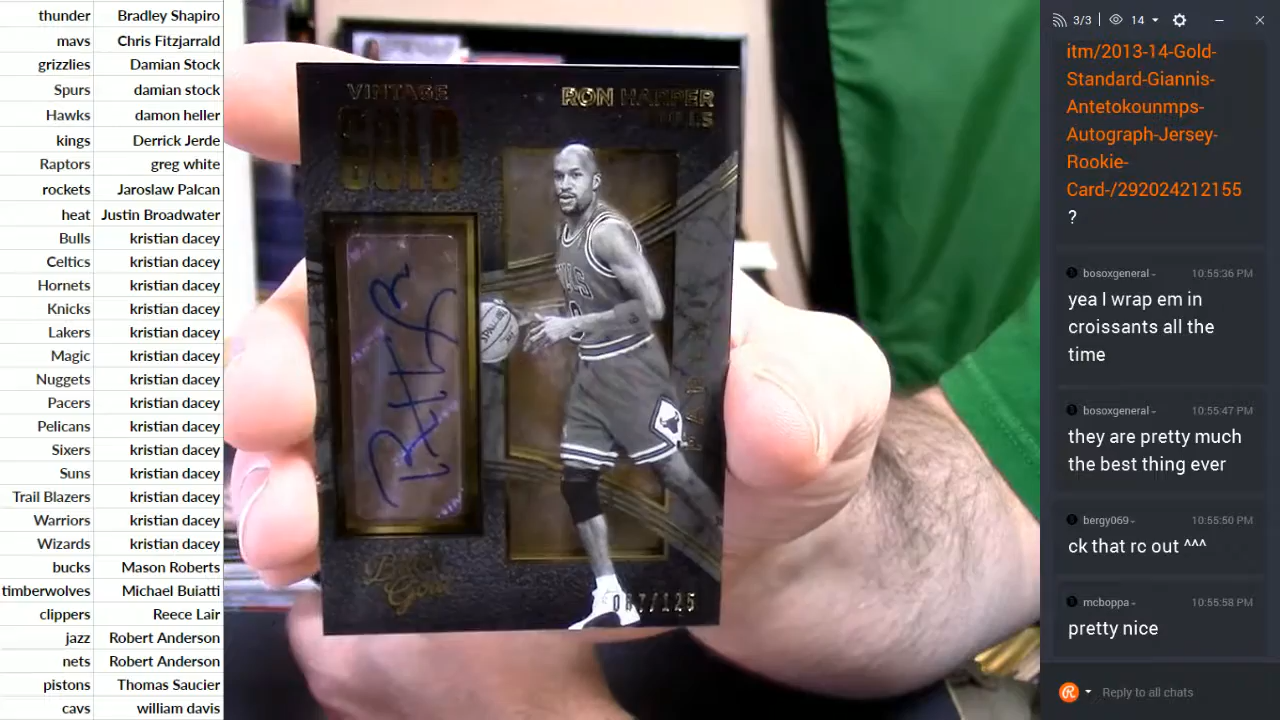 thunder Bradley Shapiro
mavs Chris Fitzjarrald
grizzlies Damian Stock
Spurs damian stock
Hawks damon heller
kings Derrick Jerde
Raptors greg white
rockets Jaroslaw Palcan
heat Justin Broadwater
Bulls kristian dacey
Celtics kristian dacey
Hornets kristian dacey
Knicks kristian dacey
Lakers kristian dacey
Magic kristian dacey
Nuggets kristian dacey
Pacers kristian dacey
Pelicans kristian dacey
Sixers kristian dacey
Suns kristian dacey
Trail Blazers kristian dacey
Warriors kristian dacey
Wizards kristian dacey
bucks Mason Roberts
timberwolves Michael Buiatti
clippers Reece Lair
jazz Robert Anderson
nets Robert Anderson
pistons Thomas Saucier
cavs william davis
VINTAGE
GOLD
RON HARPER
BULLS
SPALDING
/125
3/3 14
itm/2013-14-Gold-
Standard-Giannis-
Antetokounmps-
Autograph-Jersey-
Rookie-
Card-/292024212155
?
bosoxgeneral 10:55:36 PM
yea I wrap em in
croissants all the
time
bosoxgeneral 10:55:47 PM
they are pretty much
the best thing ever
bergy069 10:55:50 PM
ck that rc out ^^^
mcboppa 10:55:58 PM
pretty nice
Reply to all chats